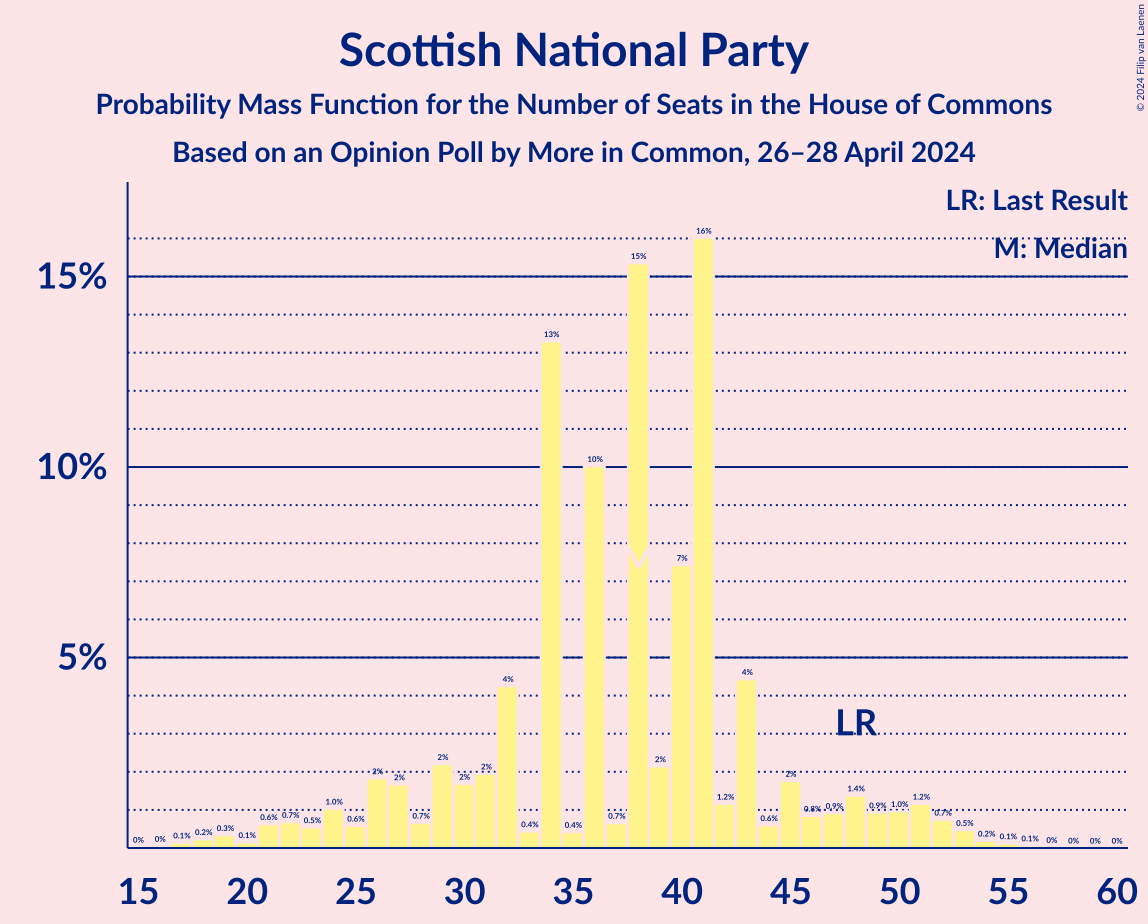 Scottish National Party
Probability Mass Function for the Number of Seats in the House of Commons
Based on an Opinion Poll by More in Common, 26–28 April 2024
© 2024 Filip van Laenen
LR: Last Result
M: Median
15%
10%
5%
0% 0% 0.1% 0.2% 0.3% 0.1% 0.6% 0.7% 0.5% 1.0% 0.6% 2% 2% 0.7% 2% 2% 2% 4% 0.4% 13% 0.4% 10% 0.7% 15% 2% 7% 16% 1.2% 4% 0.6% 2% 0.8% 0.9% 1.4% 0.9% 1.0% 1.2% 0.7% 0.5% 0.2% 0.1% 0.1% 0% 0% 0% 0%
LR
15 20 25 30 35 40 45 50 55 60